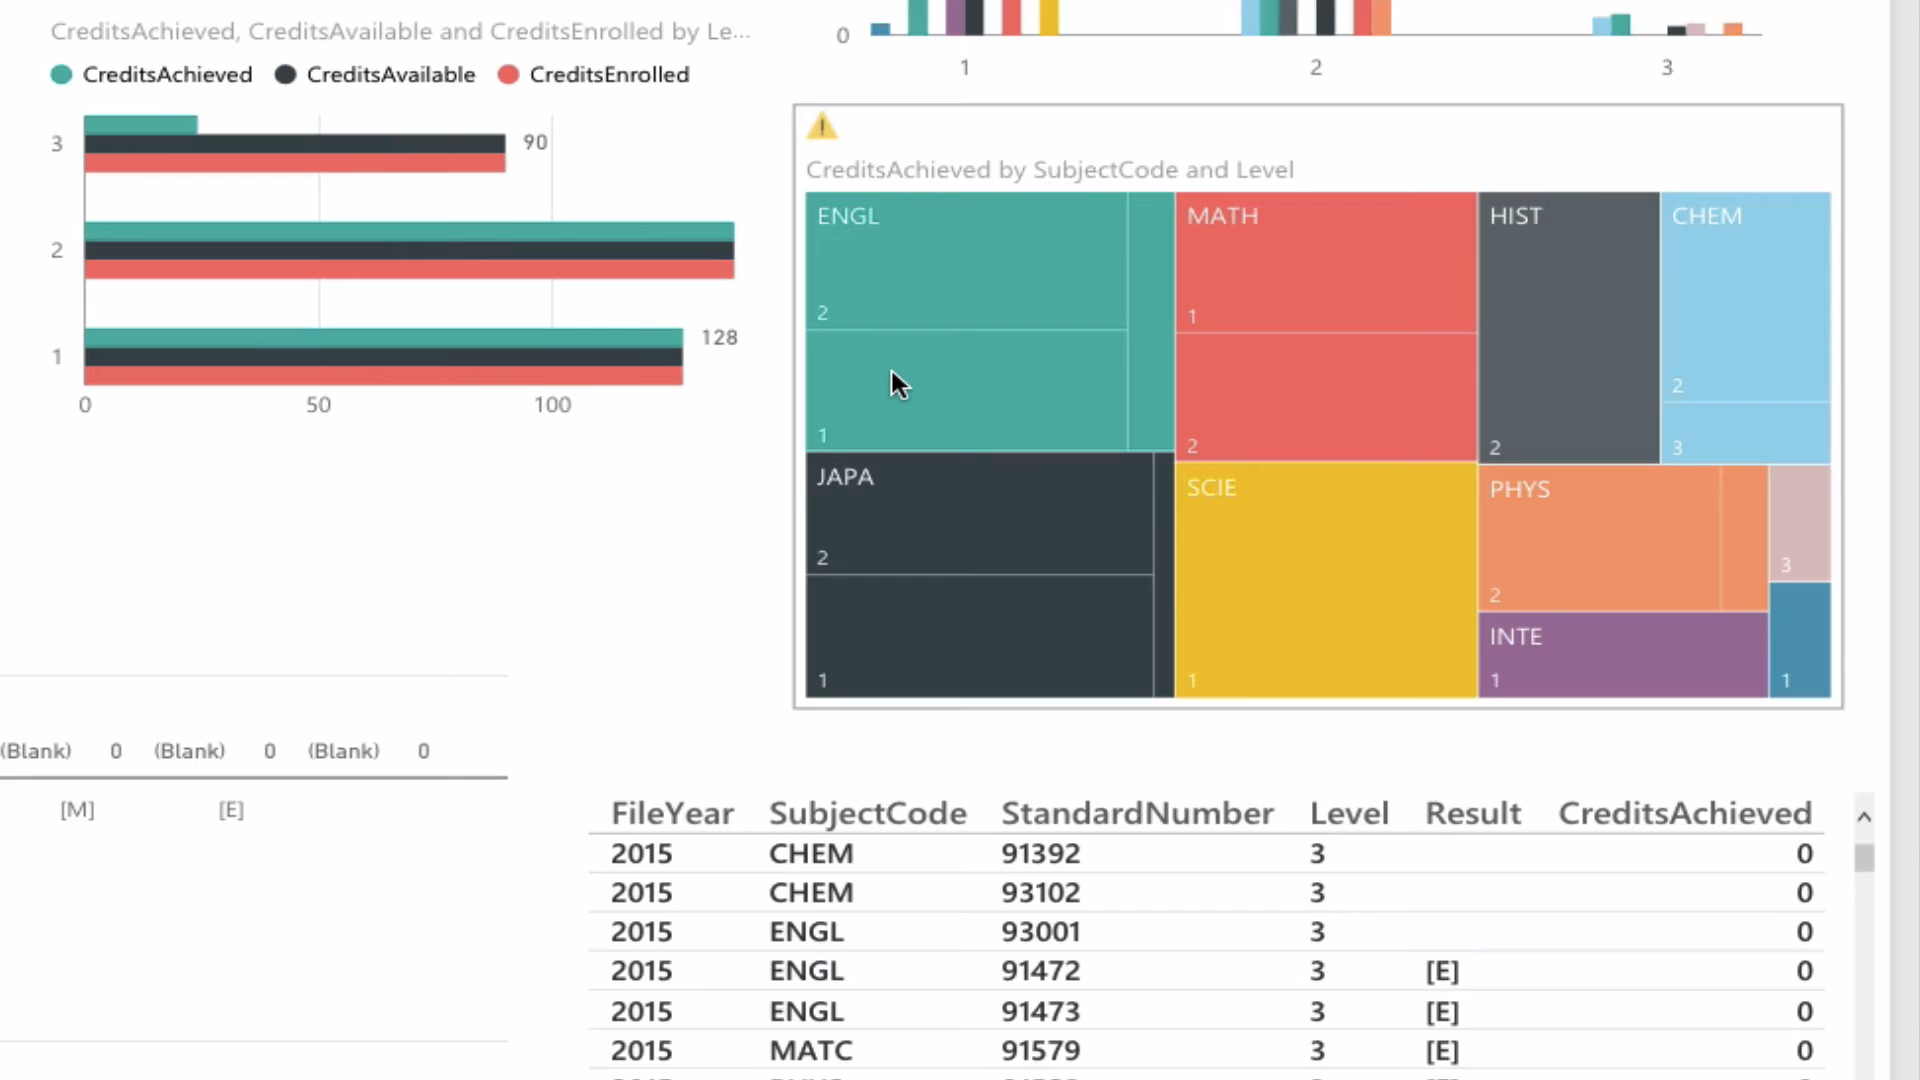 CreditsAchieved, CreditsAvailable and CreditsEnrolled by Le...
CreditsAchieved CreditsAvailable CreditsEnrolled
3 90
2
1 128
0 50 100
0
1 2 3
CreditsAchieved by SubjectCode and Level
ENGL MATH HIST CHEM
2 1 2
1 2 2 3
JAPA SCIE PHYS
2 2 3
INTE
1 1 1 1
(Blank) 0 (Blank) 0 (Blank) 0
[M] [E]
FileYear SubjectCode StandardNumber Level Result CreditsAchieved
2015 CHEM 91392 3 0
2015 CHEM 93102 3 0
2015 ENGL 93001 3 0
2015 ENGL 91472 3 [E] 0
2015 ENGL 91473 3 [E] 0
2015 MATC 91579 3 [E] 0